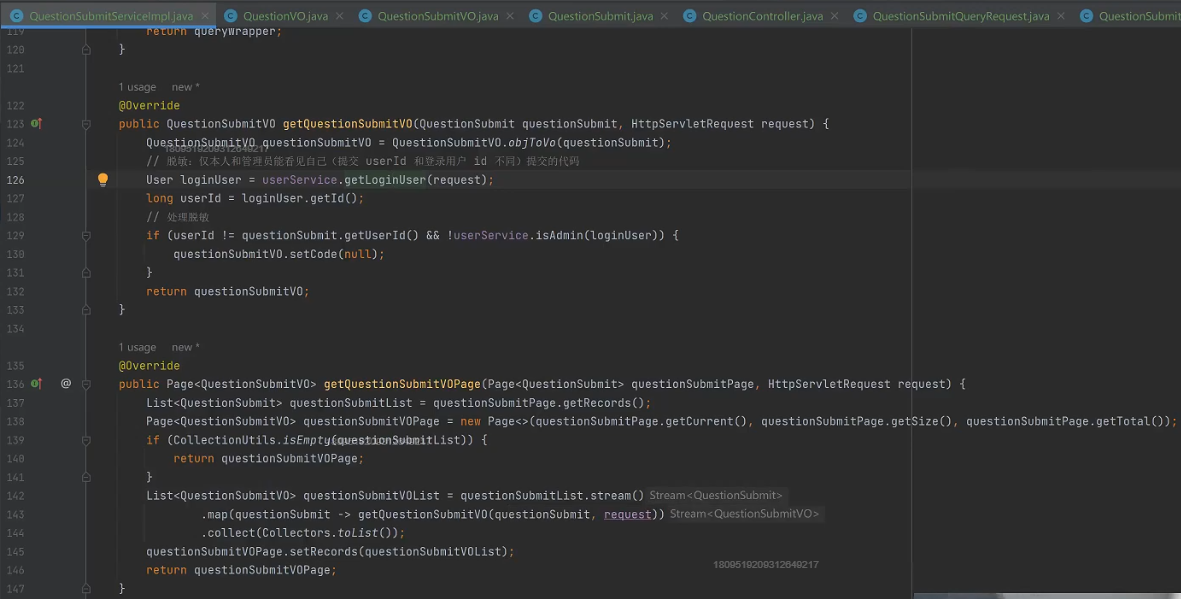 QuestionSubmitServiceImpl.java QuestionVO.java QuestionSubmitVO.java QuestionSubmit.java QuestionController.java QuestionSubmitQueryRequest.java QuestionSubmit
119 return queryWrapper;
120 }
121
1 usage new *
122 @Override
123 public QuestionSubmitVO getQuestionSubmitVO(QuestionSubmit questionSubmit, HttpServletRequest request) {
124 QuestionSubmitVO questionSubmitVO = QuestionSubmitVO.objToVo(questionSubmit);
1809519209312649217
125 // 脱敏：仅本人和管理员能看见自己（提交 userId 和登录用户 id 不同）提交的代码
126 User loginUser = userService.getLoginUser(request);
127 long userId = loginUser.getId();
128 // 处理脱敏
129 if (userId != questionSubmit.getUserId() && !userService.isAdmin(loginUser)) {
130 questionSubmitVO.setCode(null);
131 }
132 return questionSubmitVO;
133 }
134
1 usage new *
135 @Override
136 @ public Page<QuestionSubmitVO> getQuestionSubmitVOPage(Page<QuestionSubmit> questionSubmitPage, HttpServletRequest request) {
137 List<QuestionSubmit> questionSubmitList = questionSubmitPage.getRecords();
138 Page<QuestionSubmitVO> questionSubmitVOPage = new Page<>(questionSubmitPage.getCurrent(), questionSubmitPage.getSize(), questionSubmitPage.getTotal());
139 if (CollectionUtils.isEmpty(questionSubmitList)) {
140 return questionSubmitVOPage;
141 }
142 List<QuestionSubmitVO> questionSubmitVOList = questionSubmitList.stream() Stream<QuestionSubmit>
143 .map(questionSubmit -> getQuestionSubmitVO(questionSubmit, request)) Stream<QuestionSubmitVO>
144 .collect(Collectors.toList());
145 questionSubmitVOPage.setRecords(questionSubmitVOList);
146 return questionSubmitVOPage;
1809519209312649217
147 }